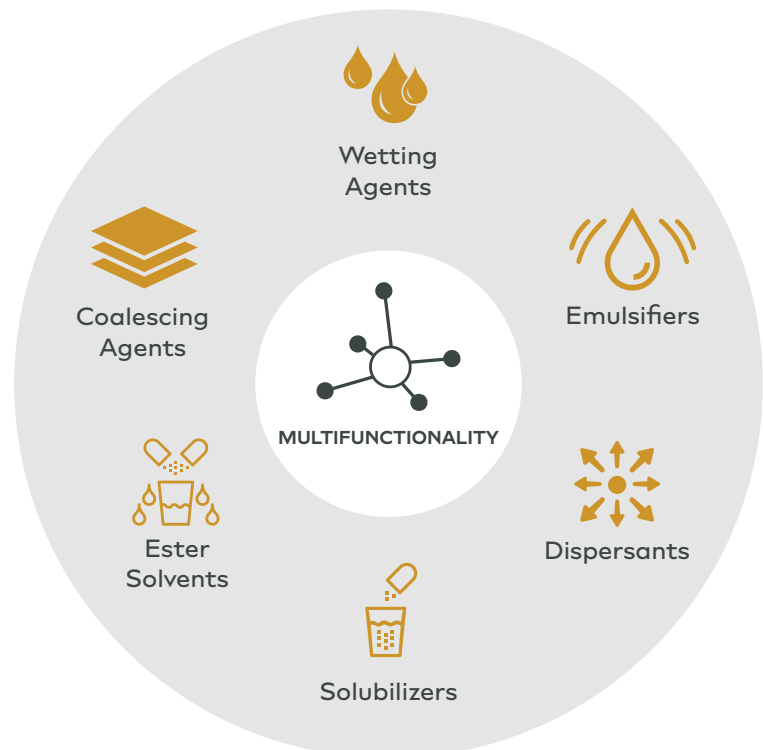 Wetting
Agents
Emulsifiers
Coalescing
Agents
MULTIFUNCTIONALITY
Dispersants
Ester
Solvents
Solubilizers